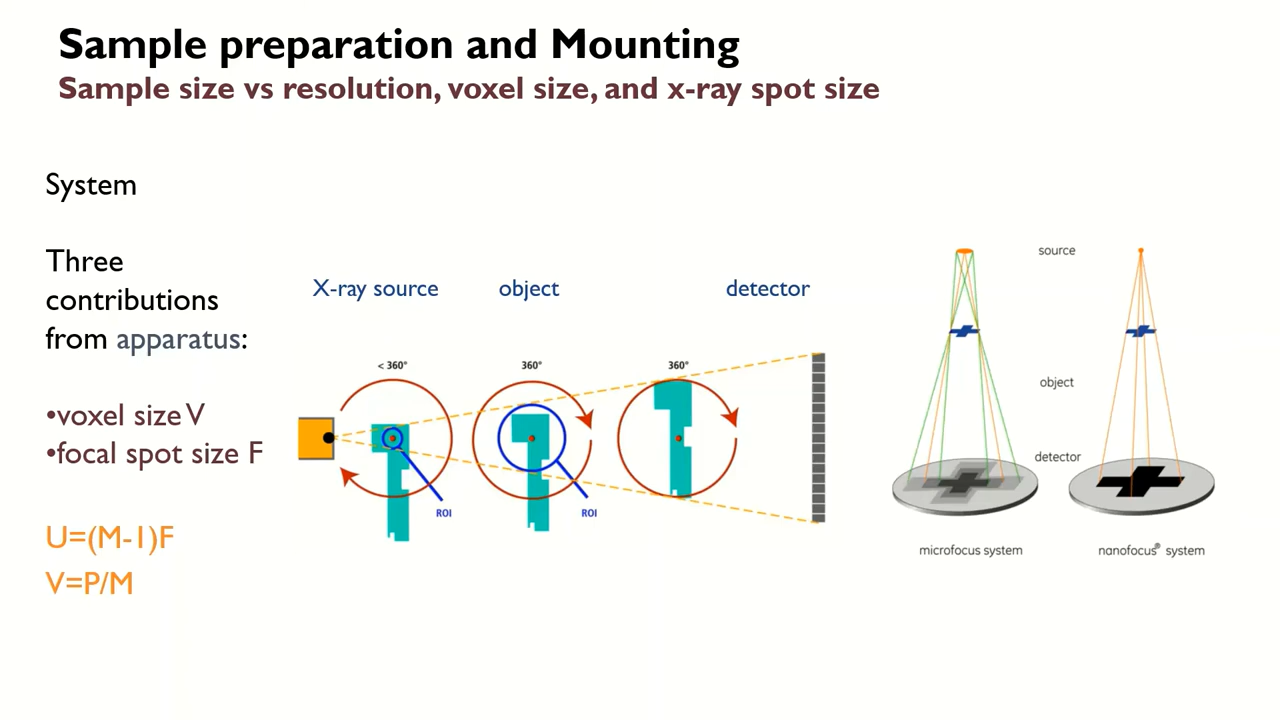 Sample preparation and Mounting
Sample size vs resolution, voxel size, and x-ray spot size
System
Three
contributions
from apparatus:
•voxel size V
•focal spot size F
U=(M-1)F
V=P/M
X-ray source
object
detector
< 360°
360°
360°
ROI
ROI
source
object
detector
microfocus system
nanofocus® system